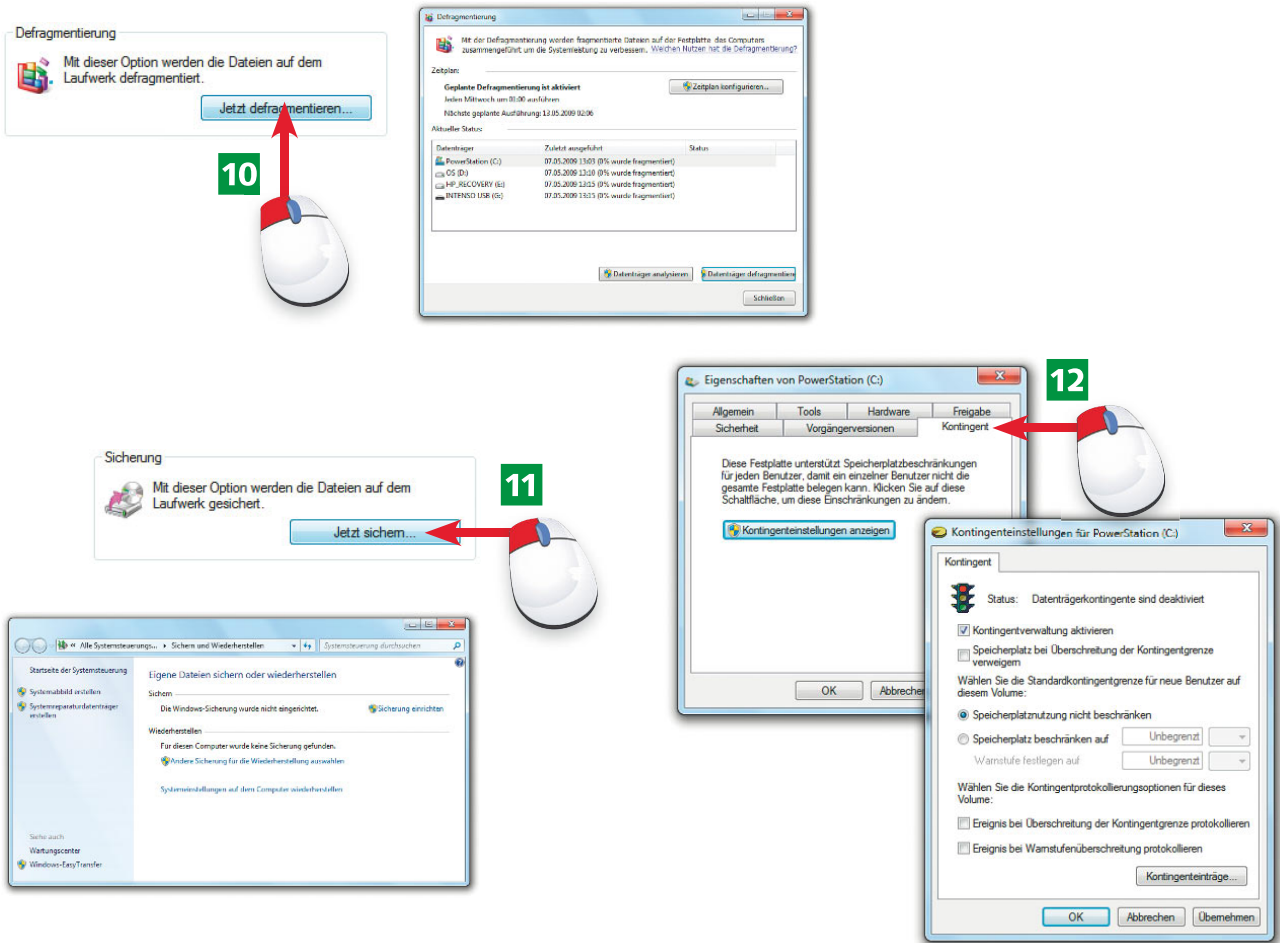 Defragmentierung
Mit dieser Option werden die Dateien auf dem
Laufwerk defragmentiert.
Jetzt defragmentieren...
10
Defragmentierung
Mit der Defragmentierung werden fragmentierte Dateien auf der Festplatte des Computers
zusammengeführt um die Systemleistung zu verbessern. Welchen Nutzen hat die Defragmentierung?
Zeitplan:
Geplante Defragmentierung ist aktiviert
Zeitplan konfigurieren...
Jeden Mittwoch um 01:00 ausführen
Nächste geplante Ausführung: 13.05.2009 02:06
Aktueller Status:
Datenträger Zuletzt ausgeführt Status
PowerStation (C:) 07.05.2009 13:03 (0% wurde fragmentiert)
OS (D:) 07.05.2009 13:10 (0% wurde fragmentiert)
HP_RECOVERY (E:) 07.05.2009 13:15 (0% wurde fragmentiert)
INTENSO USB (G:) 07.05.2009 13:15 (0% wurde fragmentiert)
Datenträger analysieren Datenträger defragmentiere
Schließen
Sicherung
Mit dieser Option werden die Dateien auf dem
Laufwerk gesichert.
Jetzt sichern...
11
Alle Systemsteuerungs... Sichern und Wiederherstellen Systemsteuerung durchsuchen
Startseite der Systemsteuerung
Systemabbild erstellen
Systemreparaturdatenträger
erstellen
Siehe auch
Wartungscenter
Windows-EasyTransfer
Eigene Dateien sichern oder wiederherstellen
Sichern
Die Windows-Sicherung wurde nicht eingerichtet. Sicherung einrichten
Wiederherstellen
Für diesen Computer wurde keine Sicherung gefunden.
Andere Sicherung für die Wiederherstellung auswählen
Systemeinstellungen auf dem Computer wiederherstellen
12
Eigenschaften von PowerStation (C:)
Allgemein Tools Hardware Freigabe
Sicherheit Vorgängerversionen Kontingent
Diese Festplatte unterstützt Speicherplatzbeschränkungen
für jeden Benutzer, damit ein einzelner Benutzer nicht die
gesamte Festplatte belegen kann. Klicken Sie auf diese
Schaltfläche, um diese Einschränkungen zu ändern.
Kontingenteinstellungen anzeigen
OK Abbrechen
Kontingenteinstellungen für PowerStation (C:)
Kontingent
Status: Datenträgerkontingente sind deaktiviert
Kontingentverwaltung aktivieren
Speicherplatz bei Überschreitung der Kontingentgrenze
verweigern
Wählen Sie die Standardkontingentgrenze für neue Benutzer auf
diesem Volume:
Speicherplatznutzung nicht beschränken
Speicherplatz beschränken auf Unbegrenzt
Warnstufe festlegen auf Unbegrenzt
Wählen Sie die Kontingentprotokollierungsoptionen für dieses
Volume:
Ereignis bei Überschreitung der Kontingentgrenze protokollieren
Ereignis bei Warnstufenüberschreitung protokollieren
Kontingenteinträge...
OK Abbrechen Übernehmen